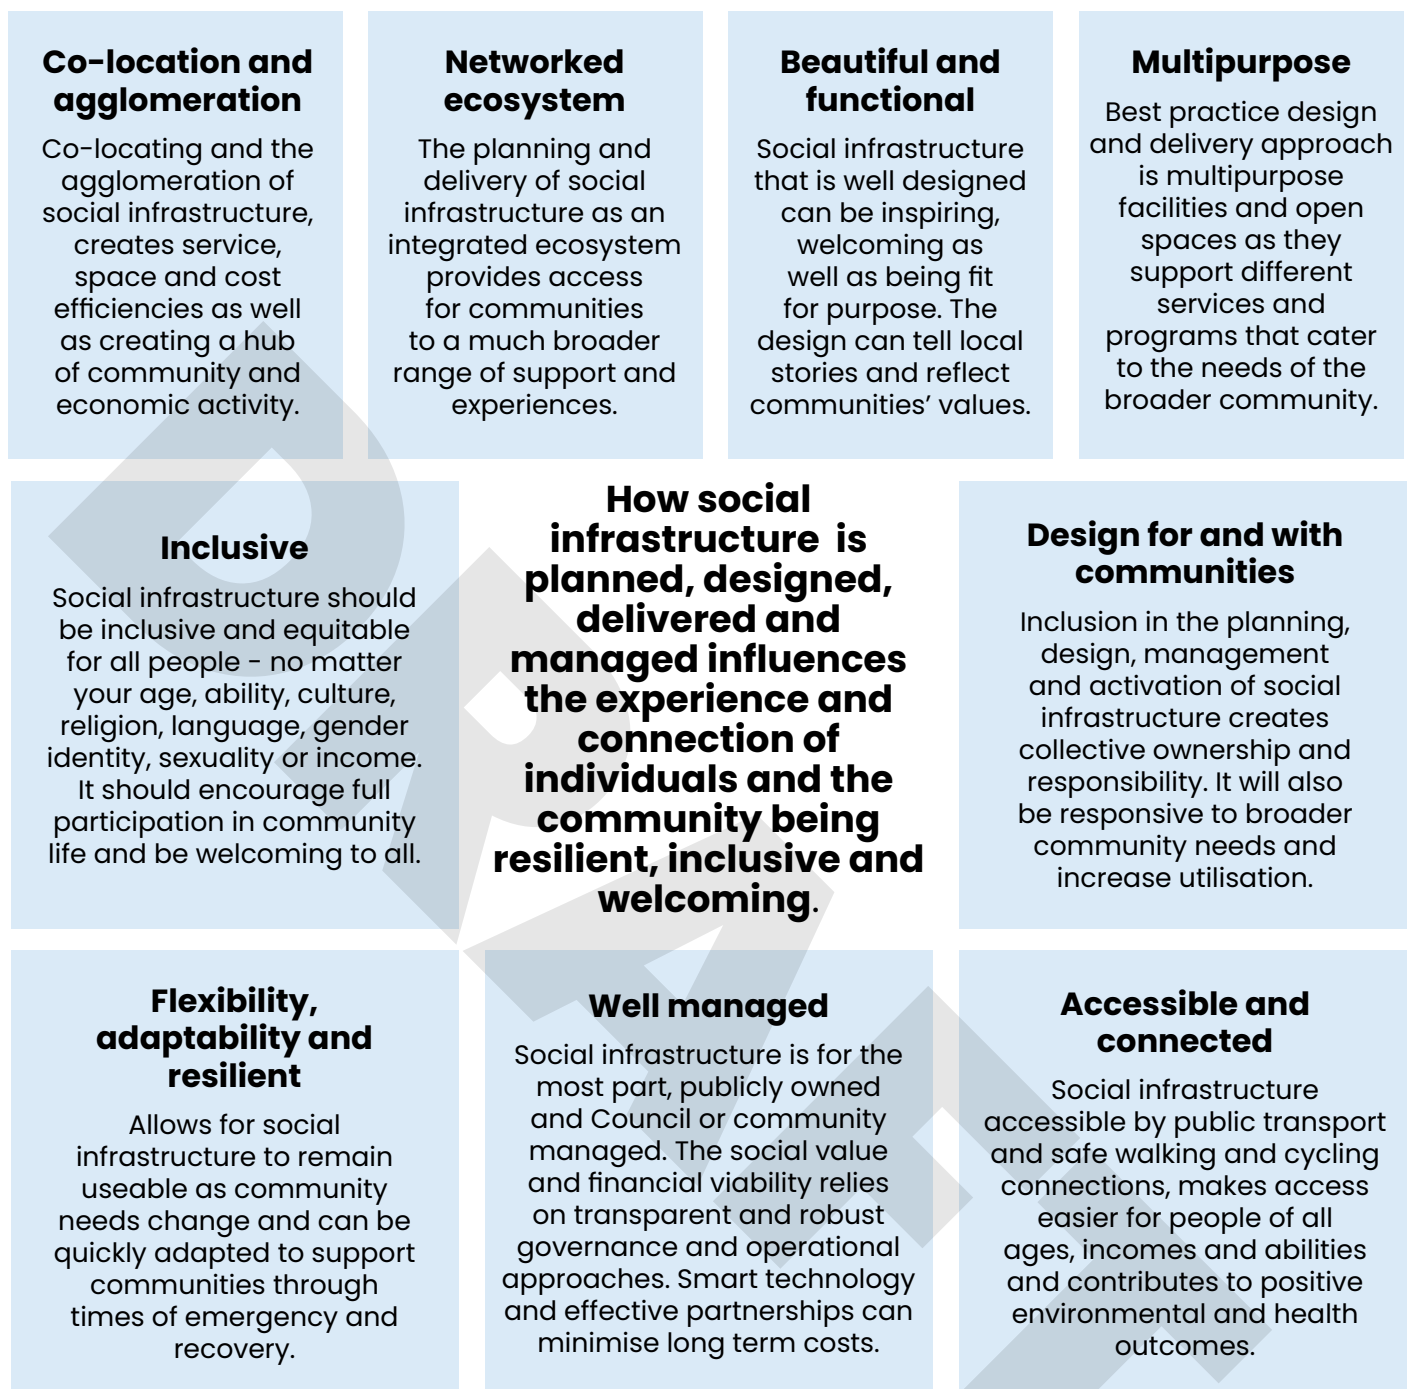 Co-location and
agglomeration
Co-locating and the
agglomeration of
social infrastructure,
creates service,
space and cost
efficiencies as well
as creating a hub
of community and
economic activity.
Networked
ecosystem
The planning and
delivery of social
infrastructure as an
integrated ecosystem
provides access
for communities
to a much broader
range of support and
experiences.
Beautiful and
functional
Social infrastructure
that is well designed
can be inspiring,
welcoming as
well as being fit
for purpose. The
design can tell local
stories and reflect
communities’ values.
Multipurpose
Best practice design
and delivery approach
is multipurpose
facilities and open
spaces as they
support different
services and
programs that cater
to the needs of the
broader community.
Inclusive
Social infrastructure should
be inclusive and equitable
for all people - no matter
your age, ability, culture,
religion, language, gender
identity, sexuality or income.
It should encourage full
participation in community
life and be welcoming to all.
How social
infrastructure is
planned, designed,
delivered and
managed influences
the experience and
connection of
individuals and the
community being
resilient, inclusive and
welcoming.
Design for and with
communities
Inclusion in the planning,
design, management
and activation of social
infrastructure creates
collective ownership and
responsibility. It will also
be responsive to broader
community needs and
increase utilisation.
Flexibility,
adaptability and
resilient
Allows for social
infrastructure to remain
useable as community
needs change and can be
quickly adapted to support
communities through
times of emergency and
recovery.
Well managed
Social infrastructure is for the
most part, publicly owned
and Council or community
managed. The social value
and financial viability relies
on transparent and robust
governance and operational
approaches. Smart technology
and effective partnerships can
minimise long term costs.
Accessible and
connected
Social infrastructure
accessible by public transport
and safe walking and cycling
connections, makes access
easier for people of all
ages, incomes and abilities
and contributes to positive
environmental and health
outcomes.
DRAFT